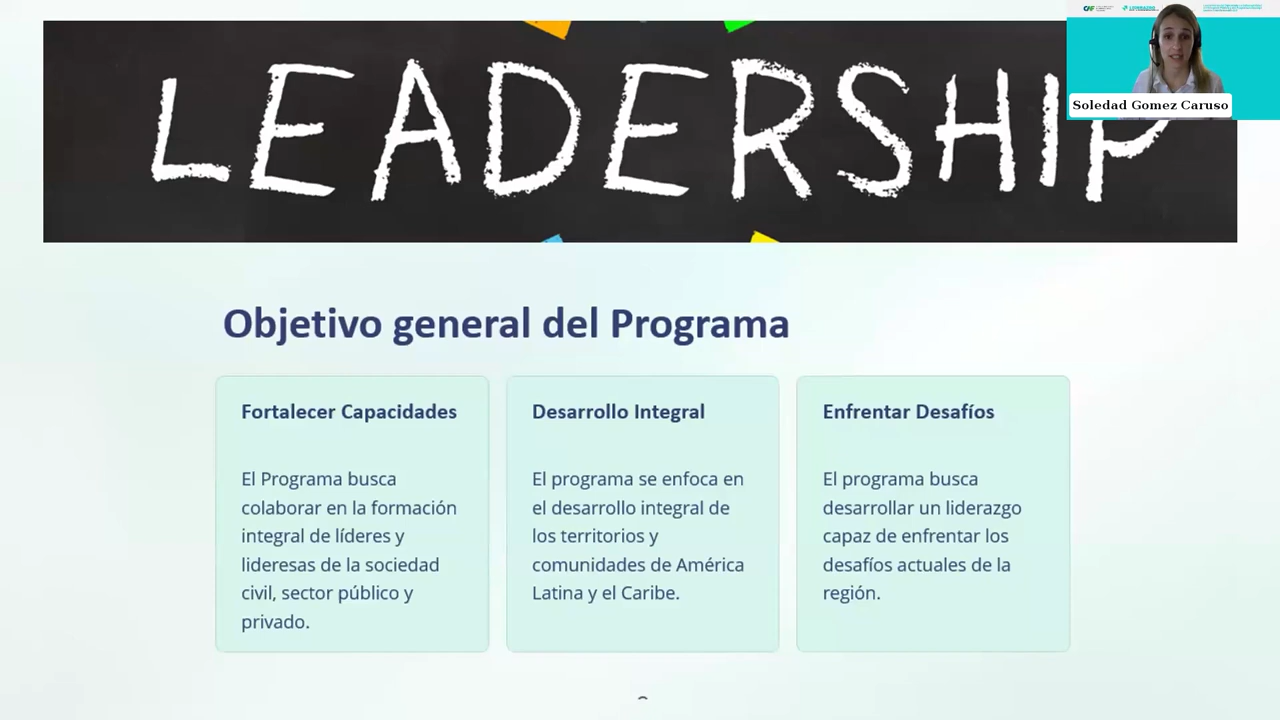 LEADERSHIP
CAF
Soledad Gomez Caruso
Objetivo general del Programa
Fortalecer Capacidades
El Programa busca
colaborar en la formación
integral de líderes y
lideresas de la sociedad
civil, sector público y
privado.
Desarrollo Integral
El programa se enfoca en
el desarrollo integral de
los territorios y
comunidades de América
Latina y el Caribe.
Enfrentar Desafíos
El programa busca
desarrollar un liderazgo
capaz de enfrentar los
desafíos actuales de la
región.